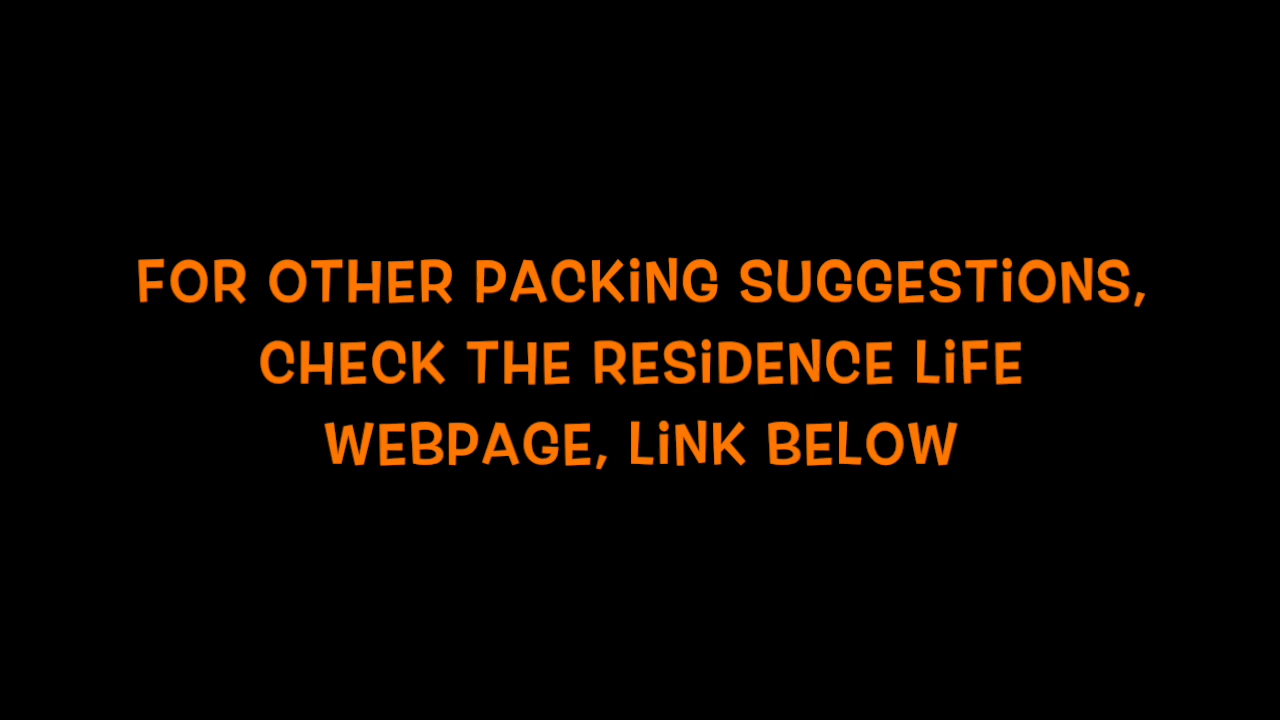 FOR OTHER PACKiNG SUGGESTiONS,
CHECK THE RESiDENCE LiFE
WEBPAGE, LiNK BELOW